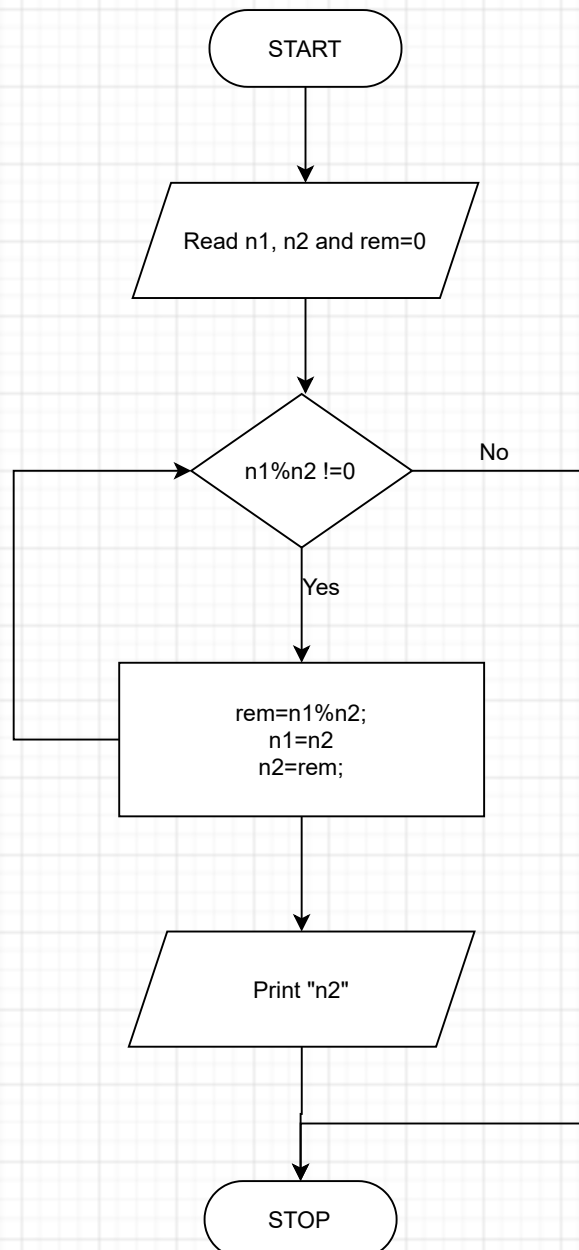 START
Read n1, n2 and rem=0
n1%n2 !=0
No
Yes
rem=n1%n2;
n1=n2
n2=rem;
Print "n2"
STOP